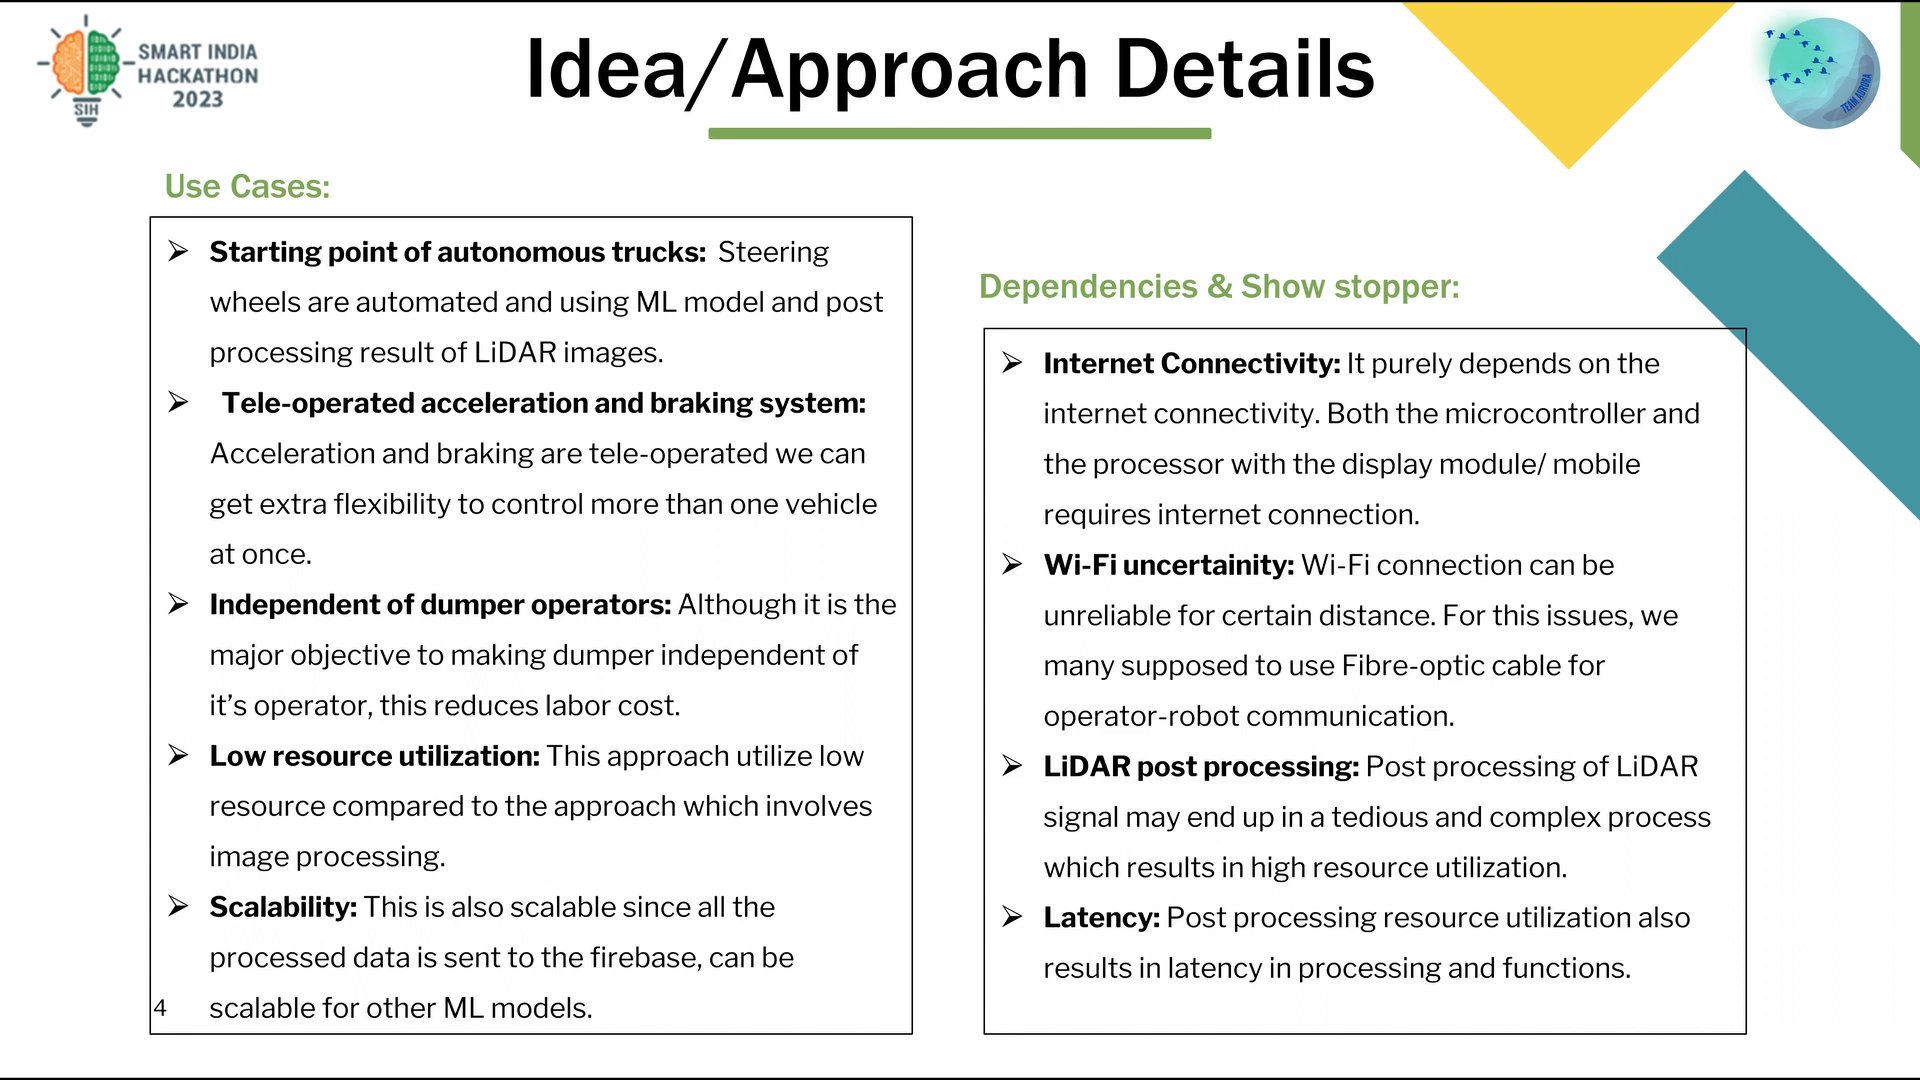 SMART INDIA
HACKATHON
2023
SIH
Idea/Approach Details
TEAM AURORA
Use Cases:
➢ Starting point of autonomous trucks: Steering
wheels are automated and using ML model and post
processing result of LiDAR images.
➢ Tele-operated acceleration and braking system:
Acceleration and braking are tele-operated we can
get extra flexibility to control more than one vehicle
at once.
➢ Independent of dumper operators: Although it is the
major objective to making dumper independent of
it’s operator, this reduces labor cost.
➢ Low resource utilization: This approach utilize low
resource compared to the approach which involves
image processing.
➢ Scalability: This is also scalable since all the
processed data is sent to the firebase, can be
scalable for other ML models.
4
Dependencies & Show stopper:
➢ Internet Connectivity: It purely depends on the
internet connectivity. Both the microcontroller and
the processor with the display module/ mobile
requires internet connection.
➢ Wi-Fi uncertainity: Wi-Fi connection can be
unreliable for certain distance. For this issues, we
many supposed to use Fibre-optic cable for
operator-robot communication.
➢ LiDAR post processing: Post processing of LiDAR
signal may end up in a tedious and complex process
which results in high resource utilization.
➢ Latency: Post processing resource utilization also
results in latency in processing and functions.